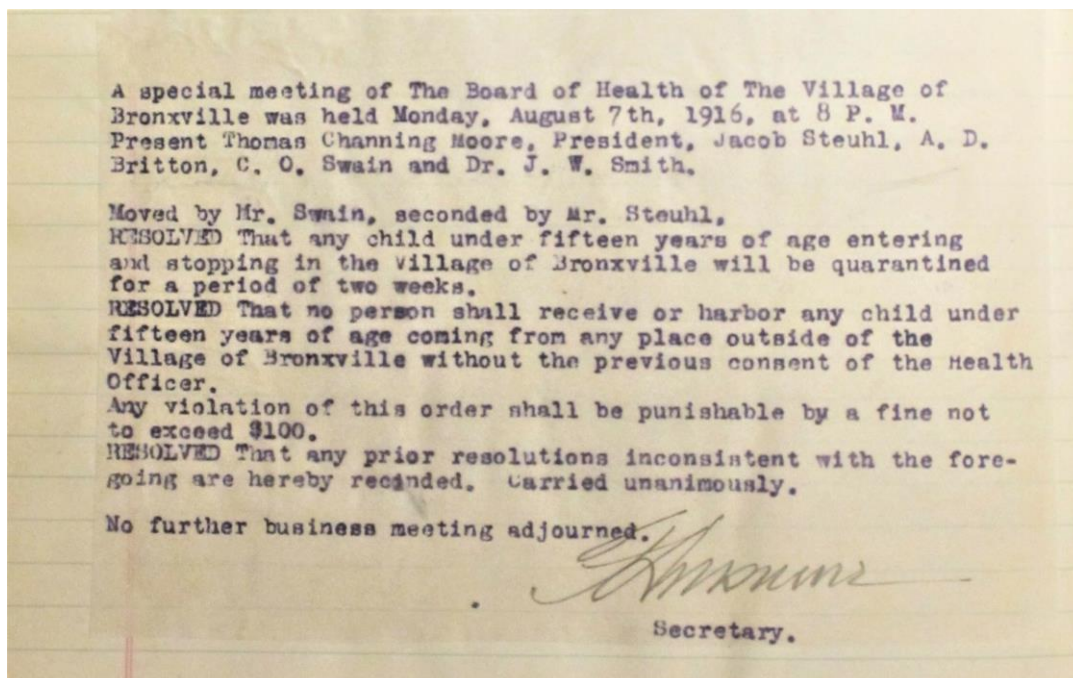 A special meeting of The Board of Health of The Village of
Bronxville was held Monday, August 7th, 1916, at 8 P. M.
Present Thomas Channing Moore, President, Jacob Steuhl, A. D.
Britton, C. O. Swain and Dr. J. W. Smith.
Moved by Mr. Swain, seconded by Mr. Steuhl,
RESOLVED That any child under fifteen years of age entering
and stopping in the Village of Bronxville will be quarantined
for a period of two weeks.
RESOLVED That no person shall receive or harbor any child under
fifteen years of age coming from any place outside of the
Village of Bronxville without the previous consent of the Health
Officer.
Any violation of this order shall be punishable by a fine not
to exceed $100.
RESOLVED That any prior resolutions inconsistent with the fore-
going are hereby recinded. Carried unanimously.
No further business meeting adjourned.
Secretary.